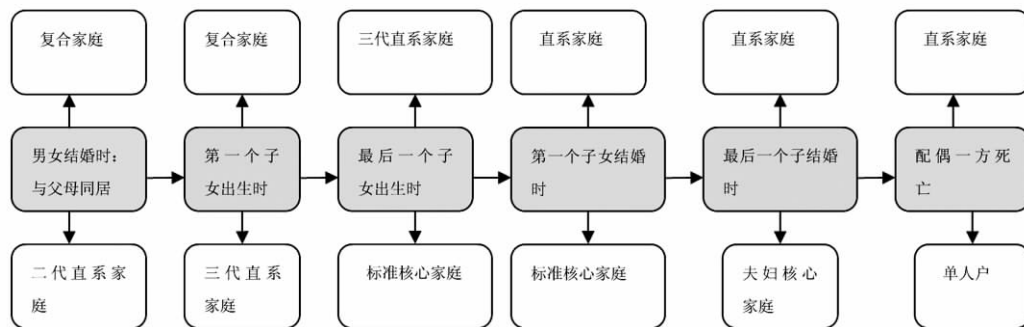 复合家庭
复合家庭
三代直系家庭
直系家庭
直系家庭
直系家庭
男女结婚时:
与父母同居
第一个子
女出生时
最后一个子
女出生时
第一个子女结婚
时
最后一个子结婚
时
配偶一方死
亡
二代直系家
庭
三代直系
家庭
标准核心家庭
标准核心家庭
夫妇核心
家庭
单人户